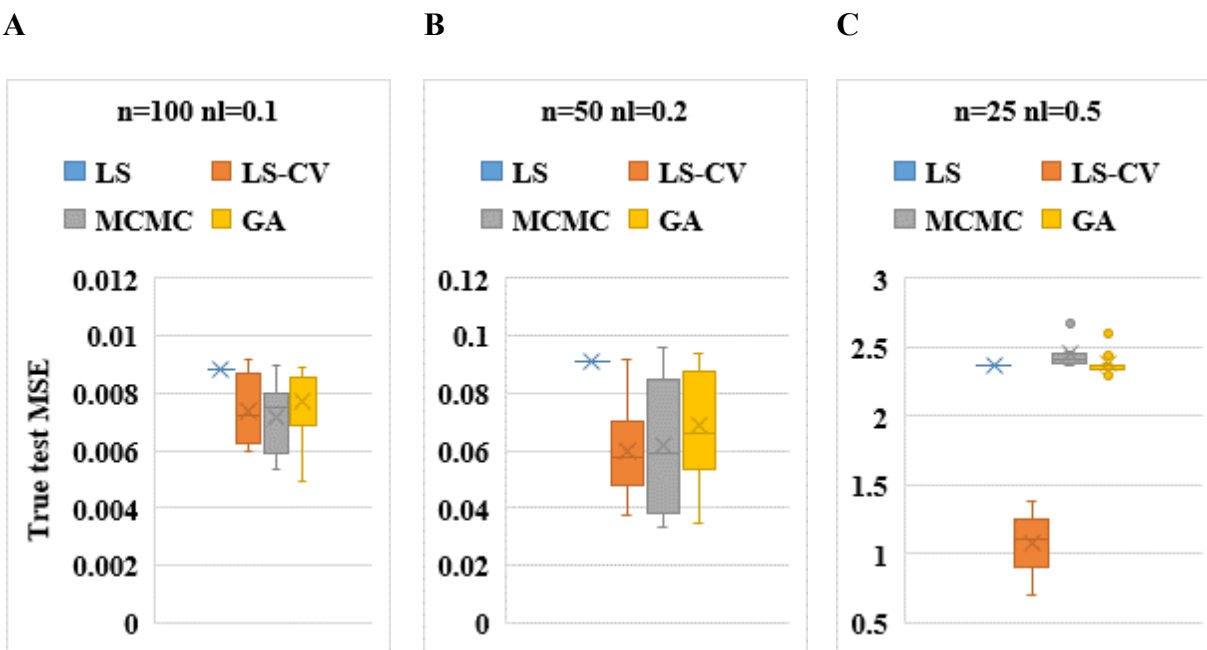 A
B
C
n=100 nl=0.1
LS
LS-CV
MCMC
GA
0.012
0.01
0.008
0.006
0.004
0.002
0
True test MSE
n=50 nl=0.2
LS
LS-CV
MCMC
GA
0.12
0.1
0.08
0.06
0.04
0.02
0
n=25 nl=0.5
LS
LS-CV
MCMC
GA
3
2.5
2
1.5
1
0.5